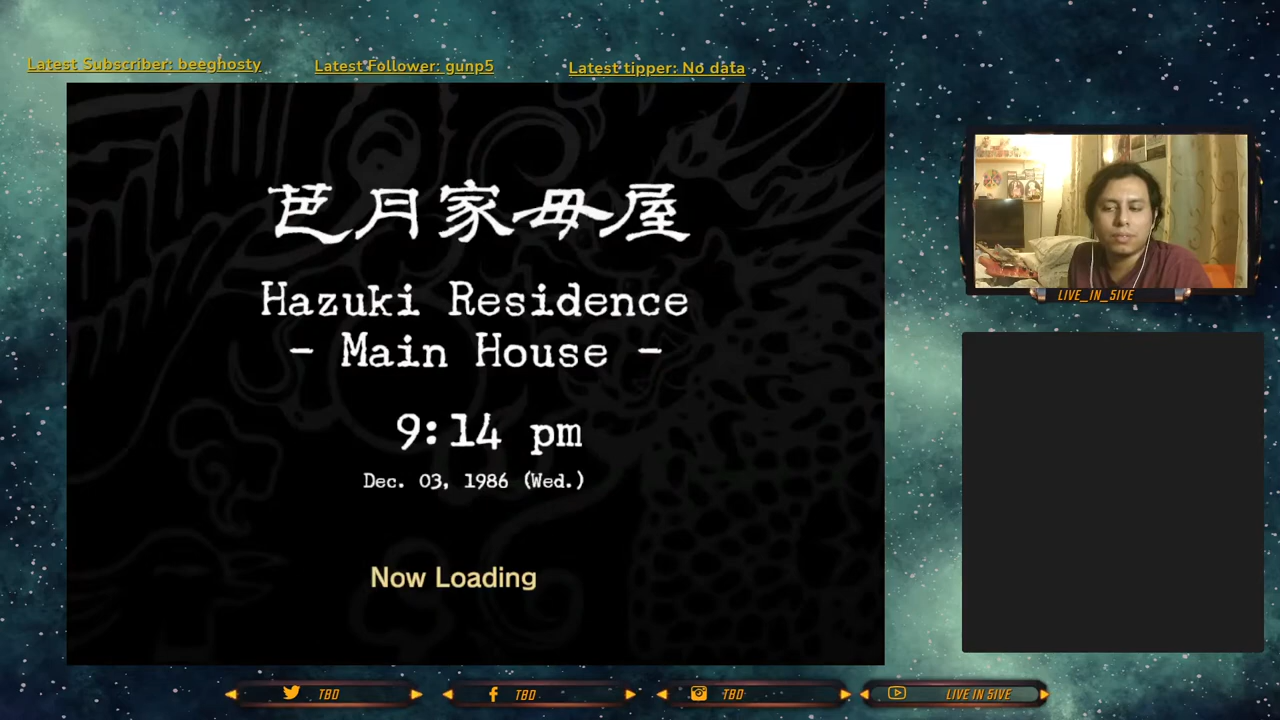 Latest Subscriber: beeghosty
Latest Follower: gunp5
Latest tipper: No data
芭月家母屋
Hazuki Residence
- Main House -
9:14 pm
Dec. 03, 1986 (Wed.)
Now Loading
LIVE_IN_5IVE
TBD
TBD
TBD
LIVE IN 5IVE